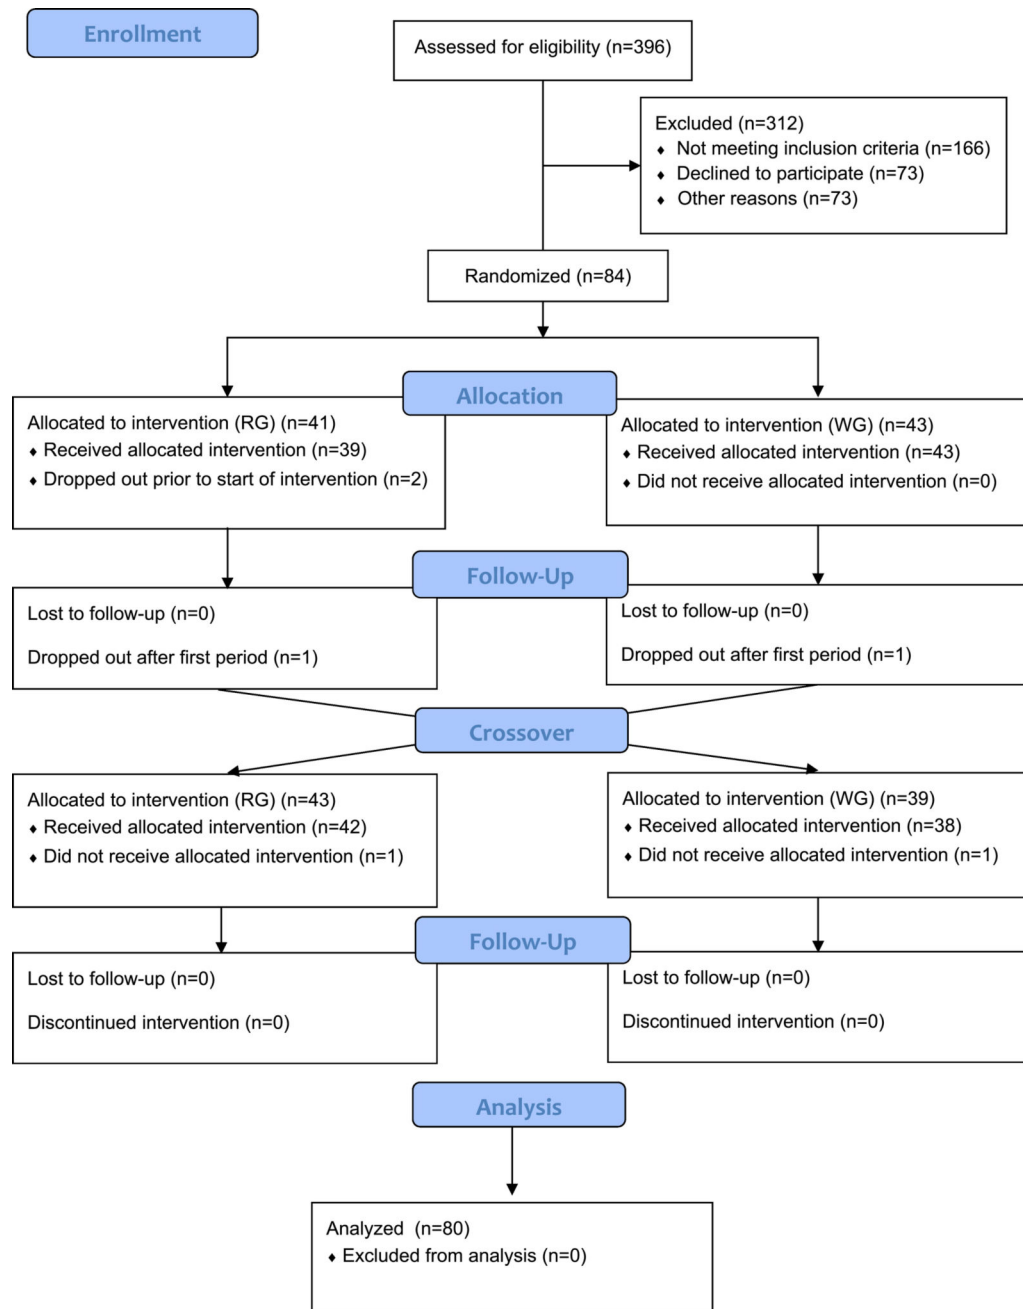 Enrollment
Assessed for eligibility (n=396)
Excluded (n=312)
♦ Not meeting inclusion criteria (n=166)
♦ Declined to participate (n=73)
♦ Other reasons (n=73)
Randomized (n=84)
Allocation
Allocated to intervention (RG) (n=41)
♦ Received allocated intervention (n=39)
♦ Dropped out prior to start of intervention (n=2)
Allocated to intervention (WG) (n=43)
♦ Received allocated intervention (n=43)
♦ Did not receive allocated intervention (n=0)
Follow-Up
Lost to follow-up (n=0)
Dropped out after first period (n=1)
Lost to follow-up (n=0)
Dropped out after first period (n=1)
Crossover
Allocated to intervention (RG) (n=43)
♦ Received allocated intervention (n=42)
♦ Did not receive allocated intervention (n=1)
Allocated to intervention (WG) (n=39)
♦ Received allocated intervention (n=38)
♦ Did not receive allocated intervention (n=1)
Follow-Up
Lost to follow-up (n=0)
Discontinued intervention (n=0)
Lost to follow-up (n=0)
Discontinued intervention (n=0)
Analysis
Analyzed (n=80)
♦ Excluded from analysis (n=0)